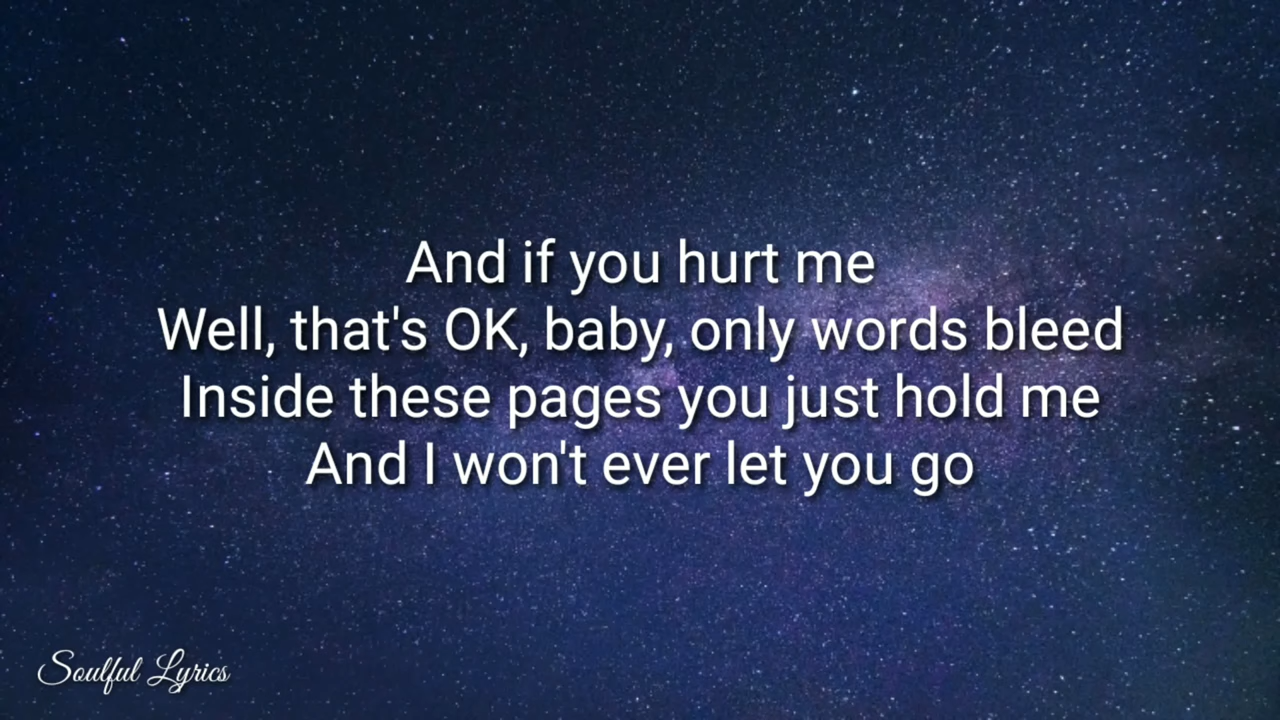 And if you hurt me
Well, that's OK, baby, only words bleed
Inside these pages you just hold me
And I won't ever let you go
Soulful Lyrics